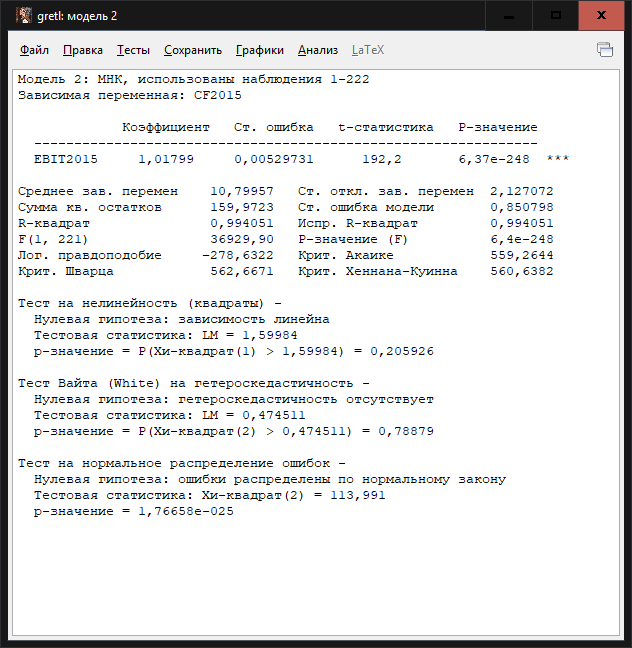 gretl: модель 2
Файл Правка Тесты Сохранить Графики Анализ LaTeX
Модель 2: МНК, использованы наблюдения 1-222
Зависимая переменная: CF2015
Коэффициент Ст. ошибка t-статистика P-значение
---------------------------------------------------------------
EBIT2015 1,01799 0,00529731 192,2 6,37e-248 ***
Среднее зав. перемен 10,79957 Ст. откл. зав. перемен 2,127072
Сумма кв. остатков 159,9723 Ст. ошибка модели 0,850798
R-квадрат 0,994051 Испр. R-квадрат 0,994051
F(1, 221) 36929,90 Р-значение (F) 6,4e-248
Лог. правдоподобие -278,6322 Крит. Акаике 559,2644
Крит. Шварца 562,6671 Крит. Хеннана-Куинна 560,6382
Тест на нелинейность (квадраты) -
Нулевая гипотеза: зависимость линейна
Тестовая статистика: LM = 1,59984
р-значение = P(Хи-квадрат(1) > 1,59984) = 0,205926
Тест Вайта (White) на гетероскедастичность -
Нулевая гипотеза: гетероскедастичность отсутствует
Тестовая статистика: LM = 0,474511
р-значение = P(Хи-квадрат(2) > 0,474511) = 0,78879
Тест на нормальное распределение ошибок -
Нулевая гипотеза: ошибки распределены по нормальному закону
Тестовая статистика: Хи-квадрат(2) = 113,991
р-значение = 1,76658e-025